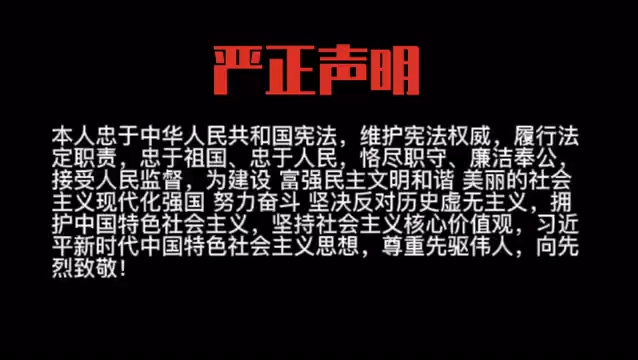 严正声明
本人忠于中华人民共和国宪法，维护宪法权威，履行法
定职责，忠于祖国、忠于人民，恪尽职守、廉洁奉公，
接受人民监督，为建设 富强民主文明和谐 美丽的社会
主义现代化强国 努力奋斗 坚决反对历史虚无主义，拥
护中国特色社会主义，坚持社会主义核心价值观，习近
平新时代中国特色社会主义思想，尊重先驱伟人，向先
烈致敬！